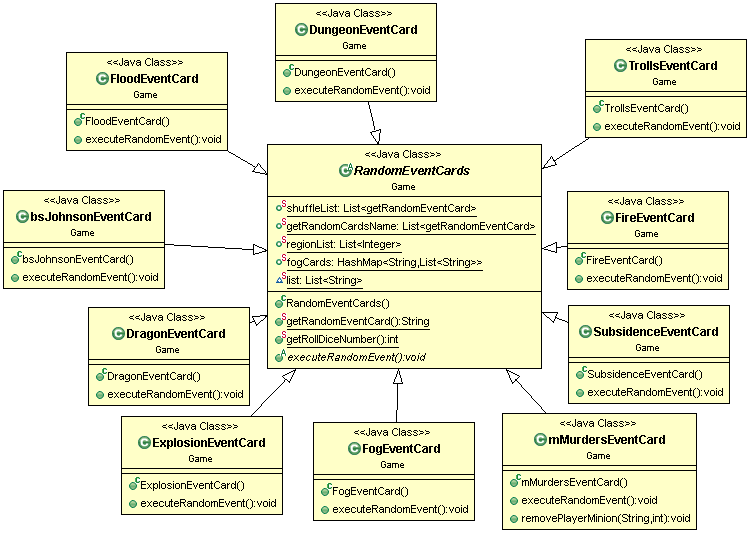 <<Java Class>>
DungeonEventCard
Game
DungeonEventCard()
executeRandomEvent():void
<<Java Class>>
FloodEventCard
Game
FloodEventCard()
executeRandomEvent():void
<<Java Class>>
TrollsEventCard
Game
TrollsEventCard()
executeRandomEvent():void
<<Java Class>>
RandomEventCards
Game
shuffleList: List<getRandomEventCard>
getRandomCardsName: List<getRandomEventCard>
regionList: List<Integer>
fogCards: HashMap<String,List<String>>
list: List<String>
RandomEventCards()
getRandomEventCard():String
getRollDiceNumber():int
executeRandomEvent():void
<<Java Class>>
bsJohnsonEventCard
Game
bsJohnsonEventCard()
executeRandomEvent():void
<<Java Class>>
FireEventCard
Game
FireEventCard()
executeRandomEvent():void
<<Java Class>>
DragonEventCard
Game
DragonEventCard()
executeRandomEvent():void
<<Java Class>>
SubsidenceEventCard
Game
SubsidenceEventCard()
executeRandomEvent():void
<<Java Class>>
ExplosionEventCard
Game
ExplosionEventCard()
executeRandomEvent():void
<<Java Class>>
FogEventCard
Game
FogEventCard()
executeRandomEvent():void
<<Java Class>>
mMurdersEventCard
Game
mMurdersEventCard()
executeRandomEvent():void
removePlayerMinion(String,int):void